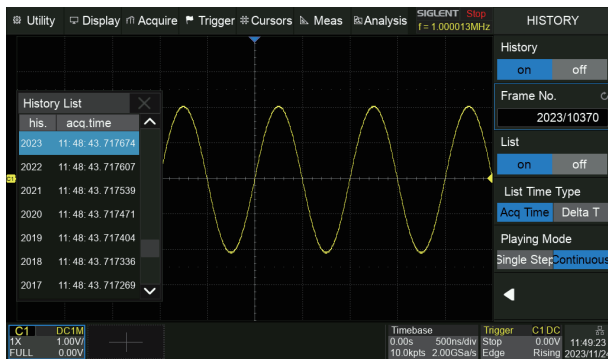 Utility Display Acquire Trigger Cursors Meas Analysis SIGLENT Stop HISTORY
f = 1.000013MHz
History
on off
Frame No.
2023/10370
List
on off
List Time Type
Acq Time Delta T
Playing Mode
Single Step Continuous
History List
his. acq.time
2023 11: 48: 43. 717674
2022 11: 48: 43. 717607
2021 11: 48: 43. 717539
2020 11: 48: 43. 717471
2019 11: 48: 43. 717404
2018 11: 48: 43. 717336
2017 11: 48: 43. 717269
C1
C1 DC1M
1X 1.00V/
FULL 0.00V
Timebase
0.00s 500ns/div
10.0kpts 2.00GSa/s
Trigger C1 DC
Stop 0.00V
Edge Rising
11:49:23
2023/11/2